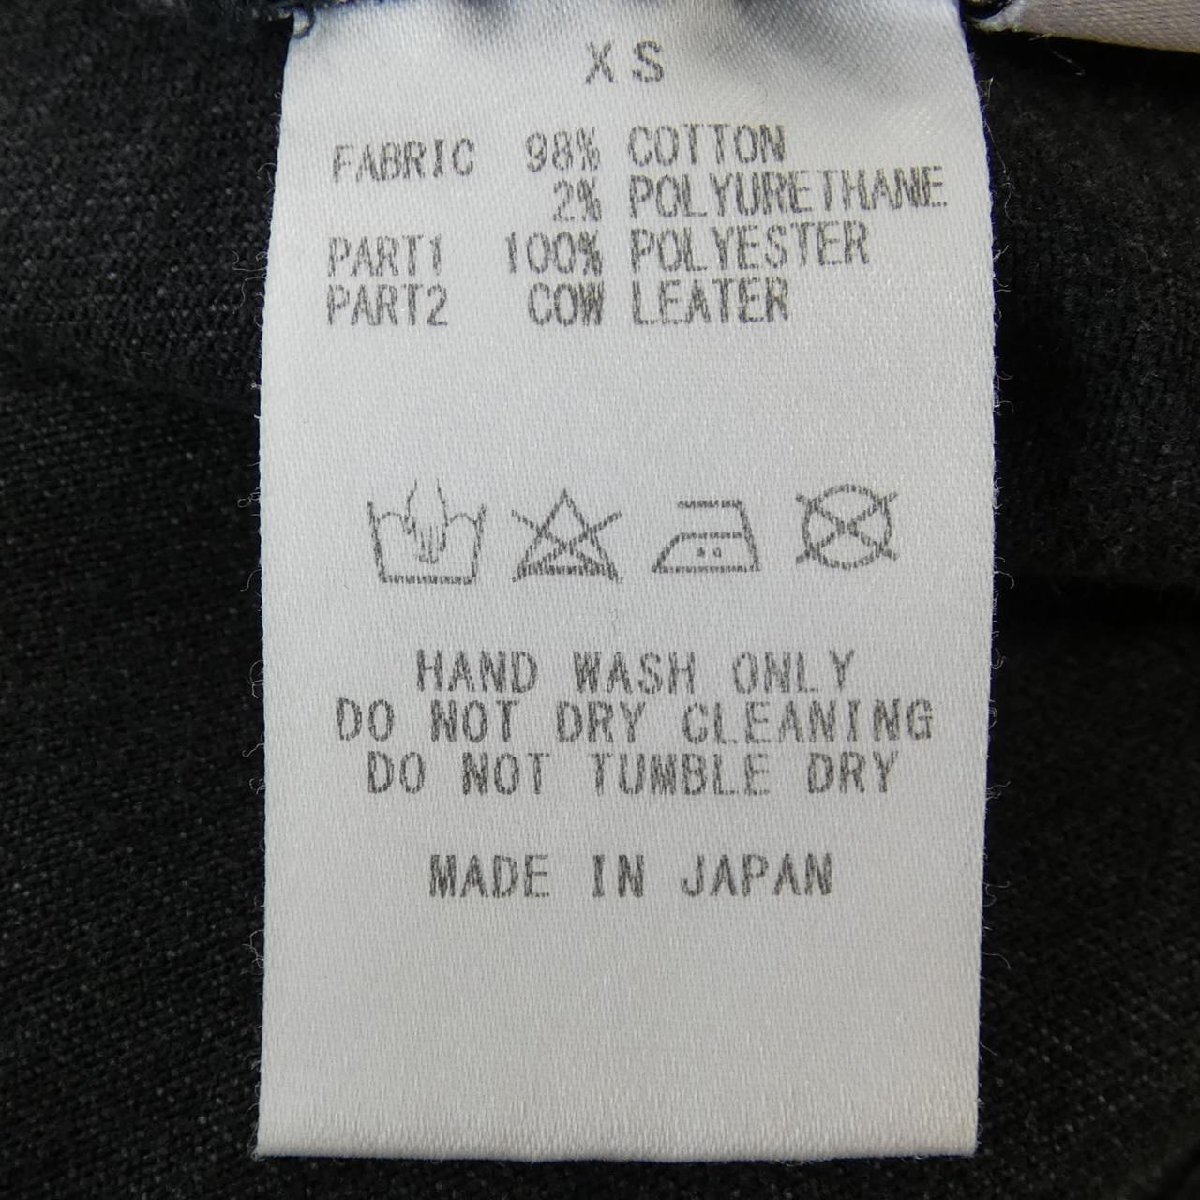 XS
FABRIC 98% COTTON
2% POLYURETHANE
PART1 100% POLYESTER
PART2 COW LEATER
HAND WASH ONLY
DO NOT DRY CLEANING
DO NOT TUMBLE DRY
MADE IN JAPAN